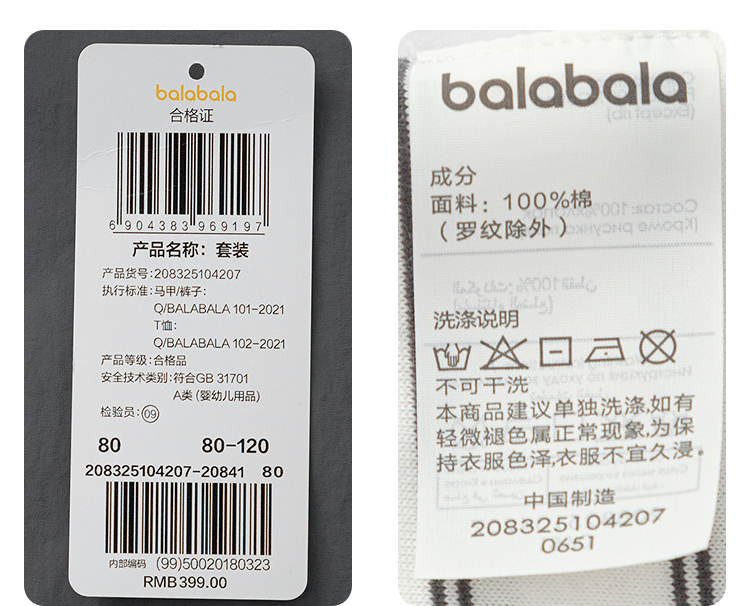 balabala
合格证
6 904383 969197
产品名称：套装
产品货号:208325104207
执行标准:马甲/裤子:
Q/BALABALA 101-2021
T恤:
Q/BALABALA 102-2021
产品等级:合格品
安全技术类别:符合GB 31701
A类 (婴幼儿用品)
检验员: 09
80 80-120
208325104207-20841 80
内部编码 (99)50020180323
RMB399.00
balabala
成分
面料：100%棉
（罗纹除外）
洗涤说明
不可干洗
本商品建议单独洗涤,如有
轻微褪色属正常现象,为保
持衣服色泽,衣服不宜久浸。
中国制造
208325104207
0651